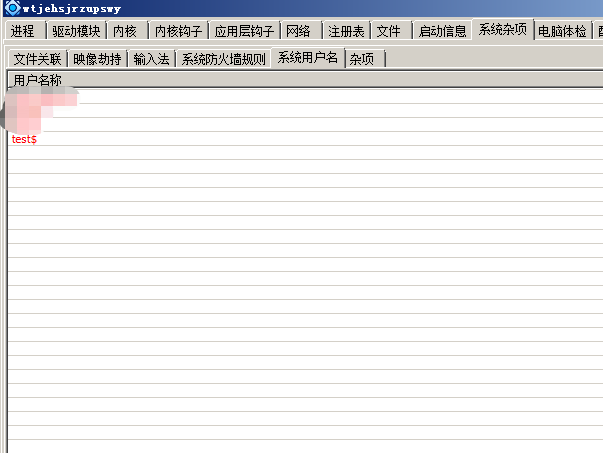 wtjehsjrzupswy
进程 驱动模块 内核 内核钩子 应用层钩子 网络 注册表 文件 启动信息 系统杂项 电脑体检
文件关联 映像劫持 输入法 系统防火墙规则 系统用户名 杂项
用户名称
test$